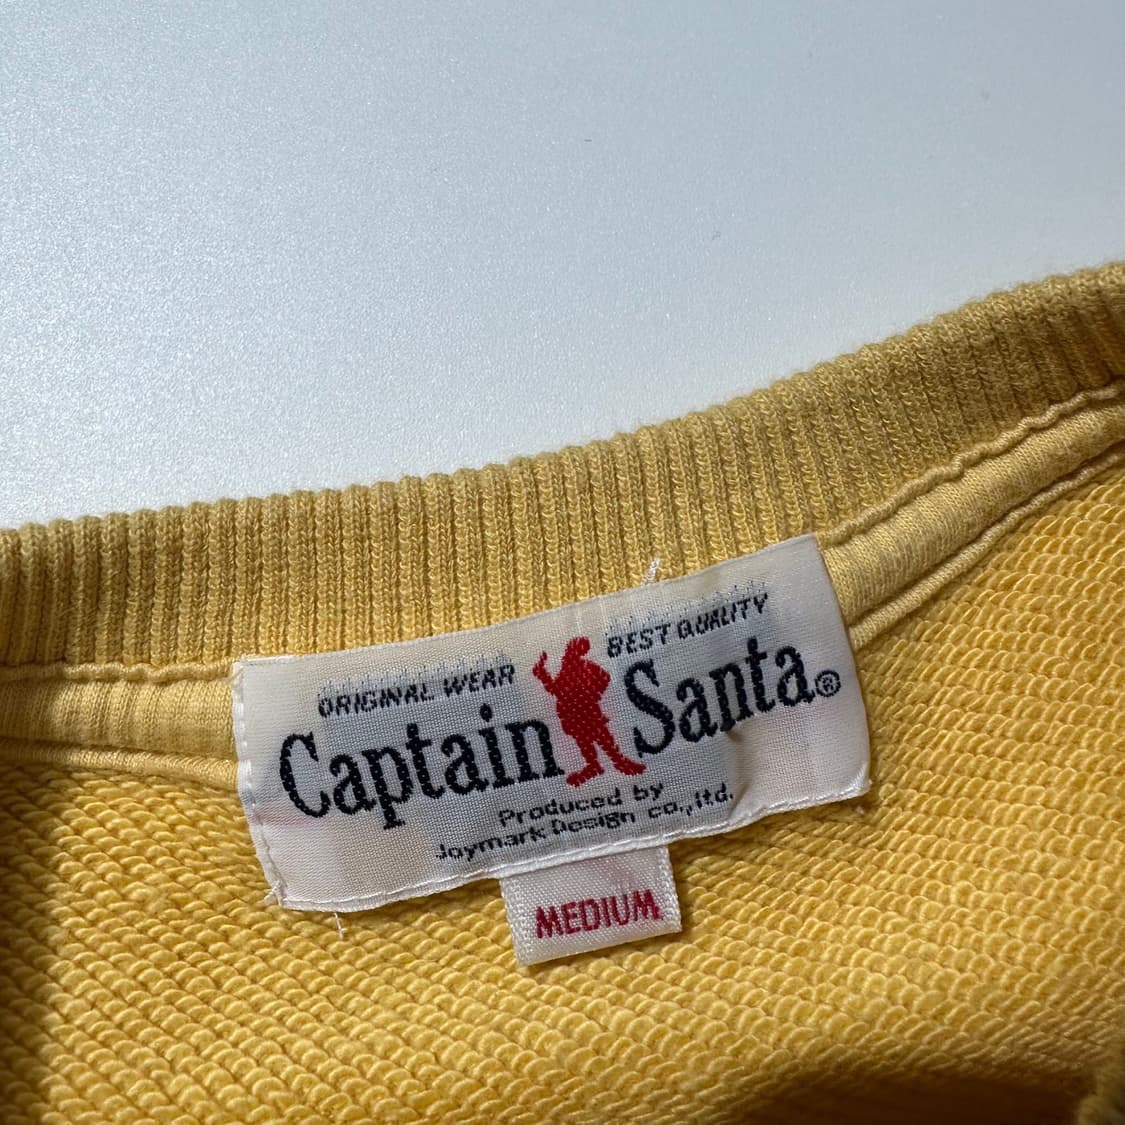 ORIGINAL WEAR BEST QUALITY
Captain Santa®
Produced by
Joymark Design co.,ltd.
MEDIUM